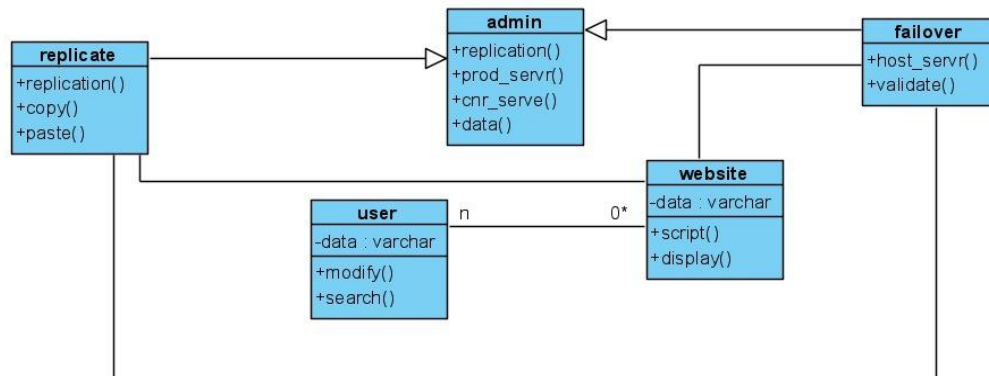 admin
+replication()
+prod_servr()
+cnr_serve()
+data()
failover
+host_servr()
+validate()
replicate
+replication()
+copy()
+paste()
website
-data : varchar
+script()
+display()
user
-data : varchar
+modify()
+search()
n
0*